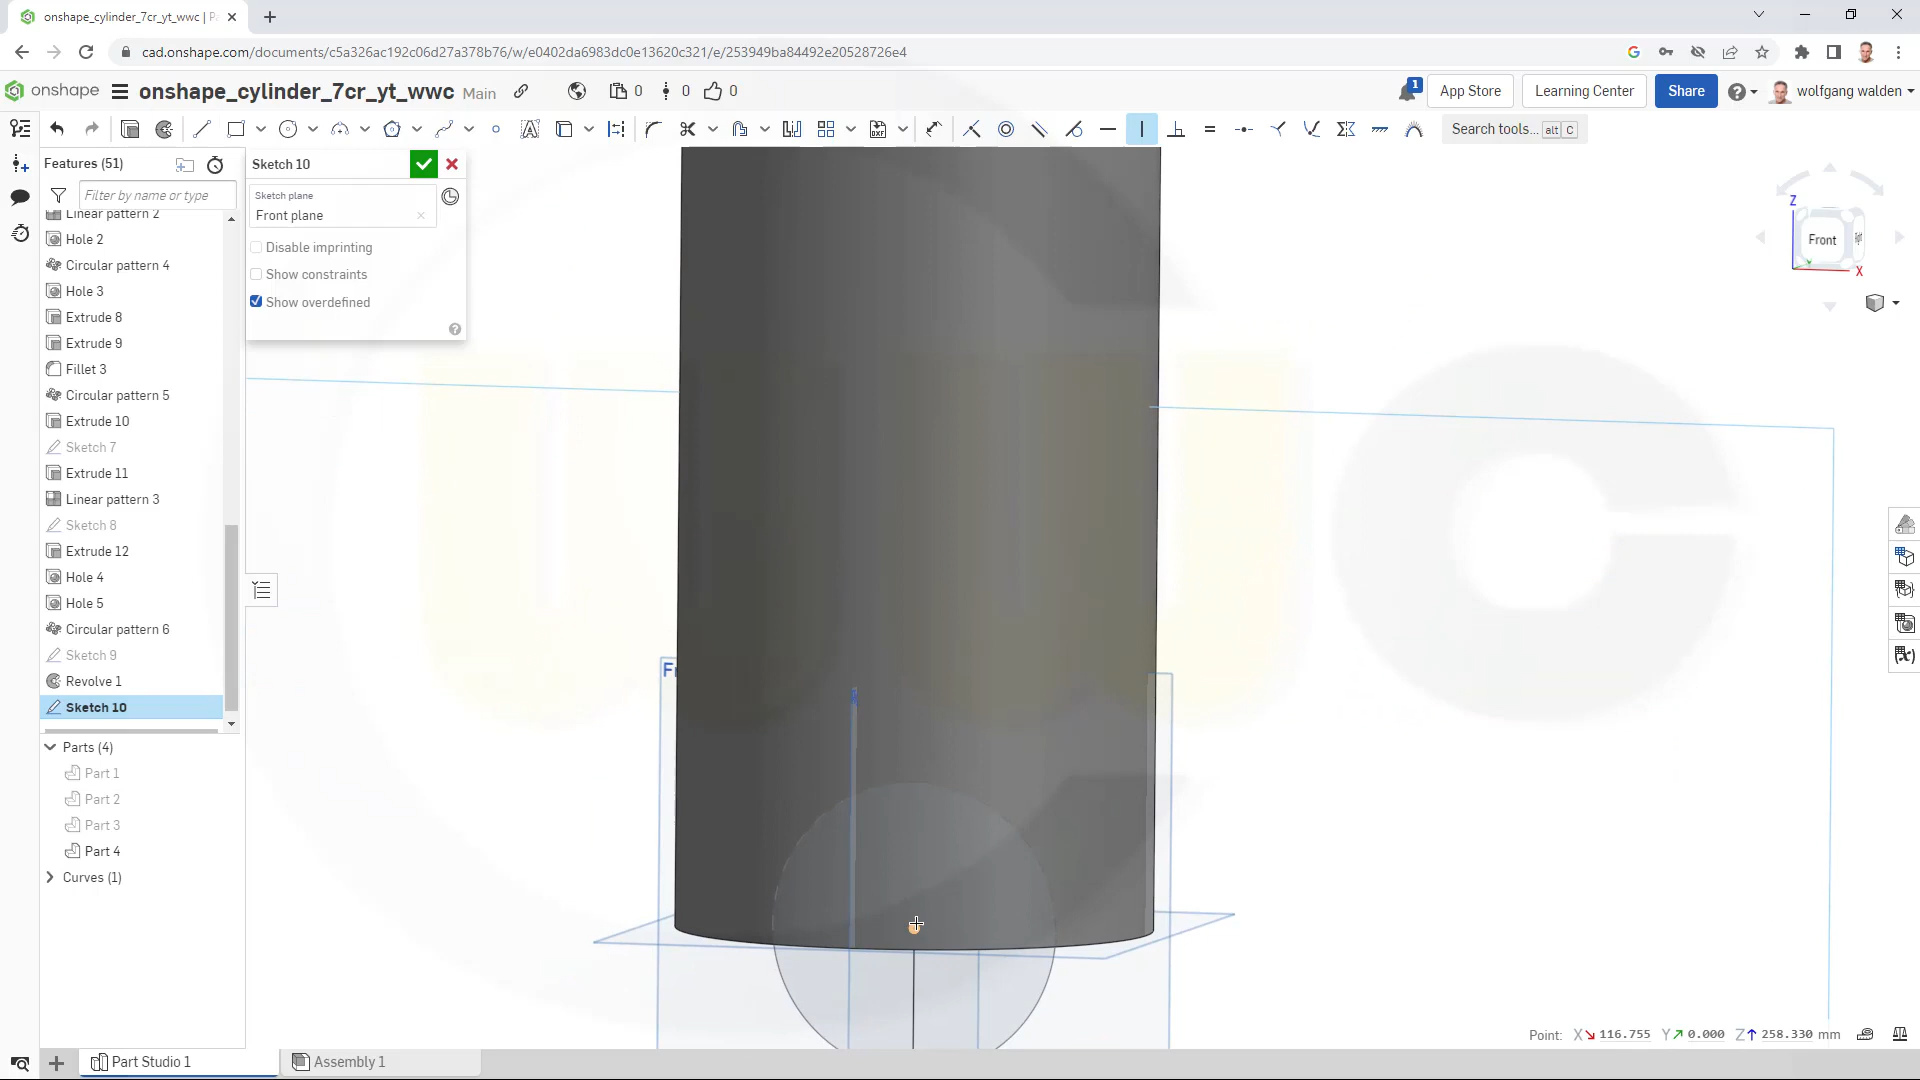 onshape_cylinder_7cr_yt_wwc | P
cad.onshape.com/documents/c5a326ac192c06d27a378b76/w/e0402da6983dc0e13620c321/e/253949ba84492e20528726e4
onshape
onshape_cylinder_7cr_yt_wwc Main
0
0
0
1
App Store
Learning Center
Share
wolfgang walden
Search tools... alt C
Features (51)
Filter by name or type
Linear pattern 2
Hole 2
Circular pattern 4
Hole 3
Extrude 8
Extrude 9
Fillet 3
Circular pattern 5
Extrude 10
Sketch 7
Extrude 11
Linear pattern 3
Sketch 8
Extrude 12
Hole 4
Hole 5
Circular pattern 6
Sketch 9
Revolve 1
Sketch 10
Parts (4)
Part 1
Part 2
Part 3
Part 4
Curves (1)
Sketch 10
Sketch plane
Front plane
Disable imprinting
Show constraints
Show overdefined
Z
Front
X
Fr
Point: X 116.755 Y 0.000 Z 258.330 mm
Part Studio 1
Assembly 1